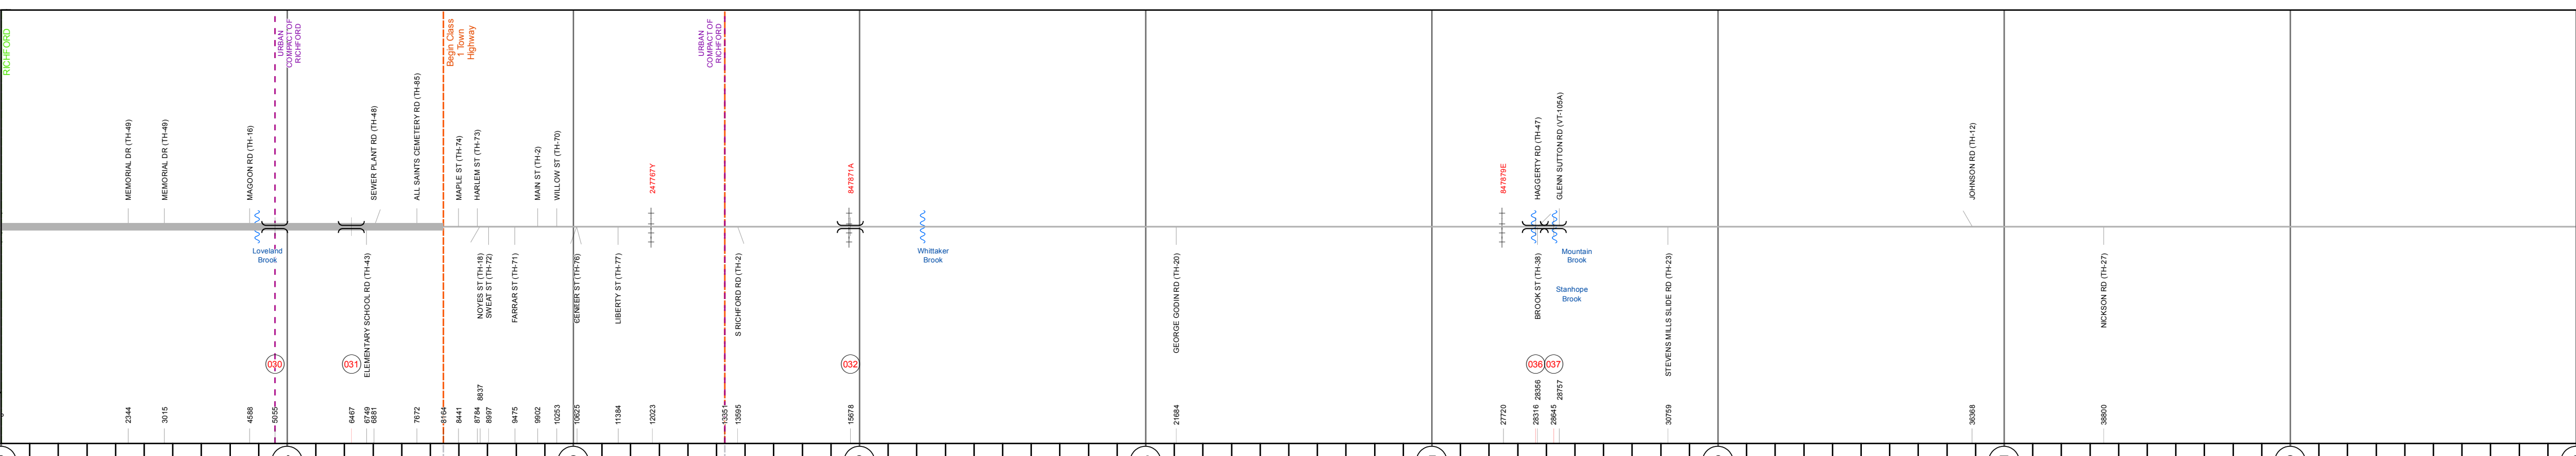 RICHFORD
URBAN
COMPACT OF
RICHFORD
Begin Class
1 Town
Highway
URBAN
COMPACT OF
RICHFORD
MEMORIAL DR (TH-49)
MEMORIAL DR (TH-49)
MAGOON RD (TH-16)
SEWER PLANT RD (TH-48)
ALL SAINTS CEMETERY RD (TH-85)
MAPLE ST (TH-74)
HARLEM ST (TH-73)
MAIN ST (TH-2)
WILLOW ST (TH-70)
247767Y
847871A
847879E
HAGGERTY RD (TH-47)
GLENN SUTTON RD (VT-105A)
JOHNSON RD (TH-12)
Loveland
Brook
Whittaker
Brook
Mountain
Brook
Stanhope
Brook
ELEMENTARY SCHOOL RD (TH-43)
NOYES ST (TH-18)
SWEAT ST (TH-72)
FARRAR ST (TH-71)
ST (TH-76)
LIBERTY ST (TH-77)
S RICHFORD RD (TH-2)
GEORGE GODIN RD (TH-20)
BROOK ST (TH-38)
STEVENS MILLS SLIDE RD (TH-23)
NICKSON RD (TH-27)
030
031
032
036
037
2344
3015
4588
5055
6467
6749
6881
7672
8164
8441
8784
8837
8997
9475
9902
10253
10625
11384
12023
13351
13595
15678
21684
27720
28316
28356
28645
28757
30759
36368
38800